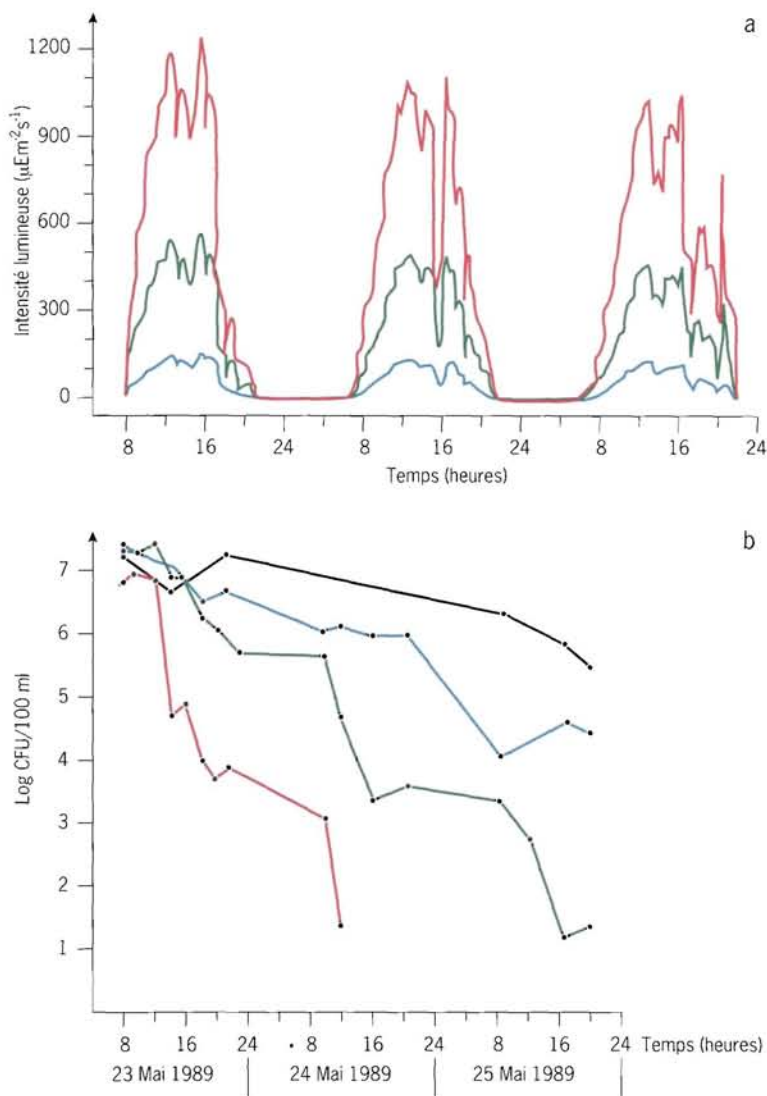 a
1200
900
600
300
0
Intensité lumineuse (μEm-2s-1)
8 16 24 8 16 24 8 16 24
Temps (heures)
b
7
6
5
4
3
2
1
Log CFU/100 ml
8 16 24 8 16 24 8 16 24 Temps (heures)
23 Mai 1989 24 Mai 1989 25 Mai 1989